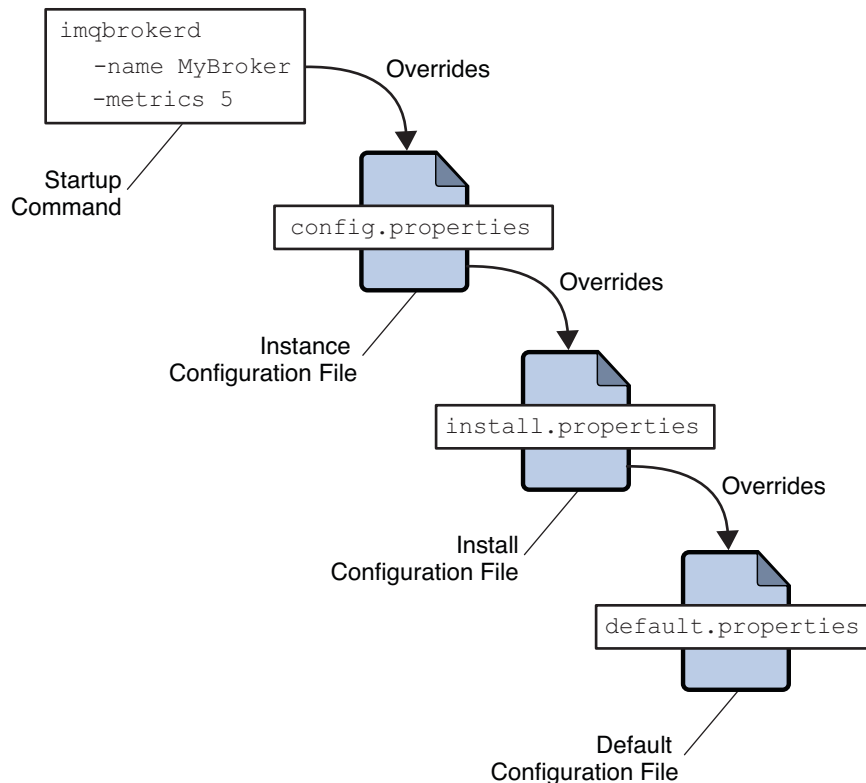 imqbrokerd
-name MyBroker
-metrics 5
Overrides
Startup
Command
config.properties
Overrides
Instance
Configuration File
install.properties
Overrides
Install
Configuration File
default.properties
Default
Configuration File